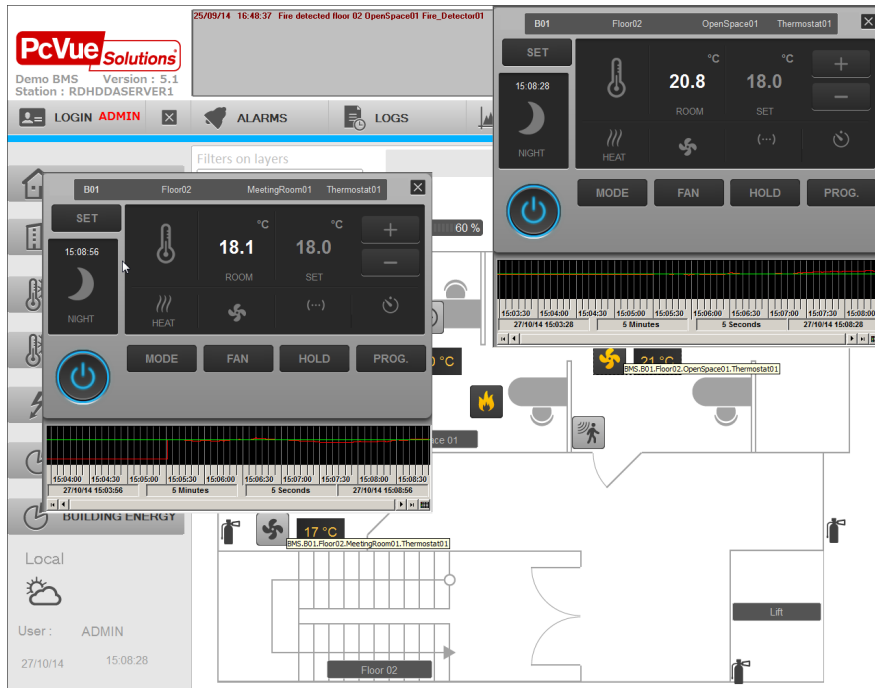 25/09/14 16:48:37 Fire detected floor 02 OpenSpace01 Fire_Detector01
PcVue Solutions
Demo BMS Version : 5.1
Station : RDHDDASERVER1
LOGIN ADMIN
ALARMS
LOGS
Filters on layers
B01 Floor02 OpenSpace01 Thermostat01
SET
15:08:28
NIGHT
°C °C
20.8 18.0
ROOM SET
+
−
HEAT
(···)
MODE FAN HOLD PROG.
15:03:30 15:04:00 15:04:30 15:05:00 15:05:30 15:06:00 15:06:30 15:07:00 15:07:30 15:08:00
27/10/14 15:03:28 5 Minutes 5 Seconds 27/10/14 15:08:28
B01 Floor02 MeetingRoom01 Thermostat01
SET
15:08:56
NIGHT
°C °C
18.1 18.0
ROOM SET
+
−
HEAT
(···)
MODE FAN HOLD PROG.
15:04:00 15:04:30 15:05:00 15:05:30 15:06:00 15:06:30 15:07:00 15:07:30 15:08:00 15:08:30
27/10/14 15:03:56 5 Minutes 5 Seconds 27/10/14 15:08:56
60 %
0 °C
21 °C
BMS.B01.Floor02.OpenSpace01.Thermostat01
ce 01
BUILDING ENERGY
17 °C
BMS.B01.Floor02.MeetingRoom01.Thermostat01
Local
User : ADMIN
27/10/14 15:08:28
Lift
Floor 02